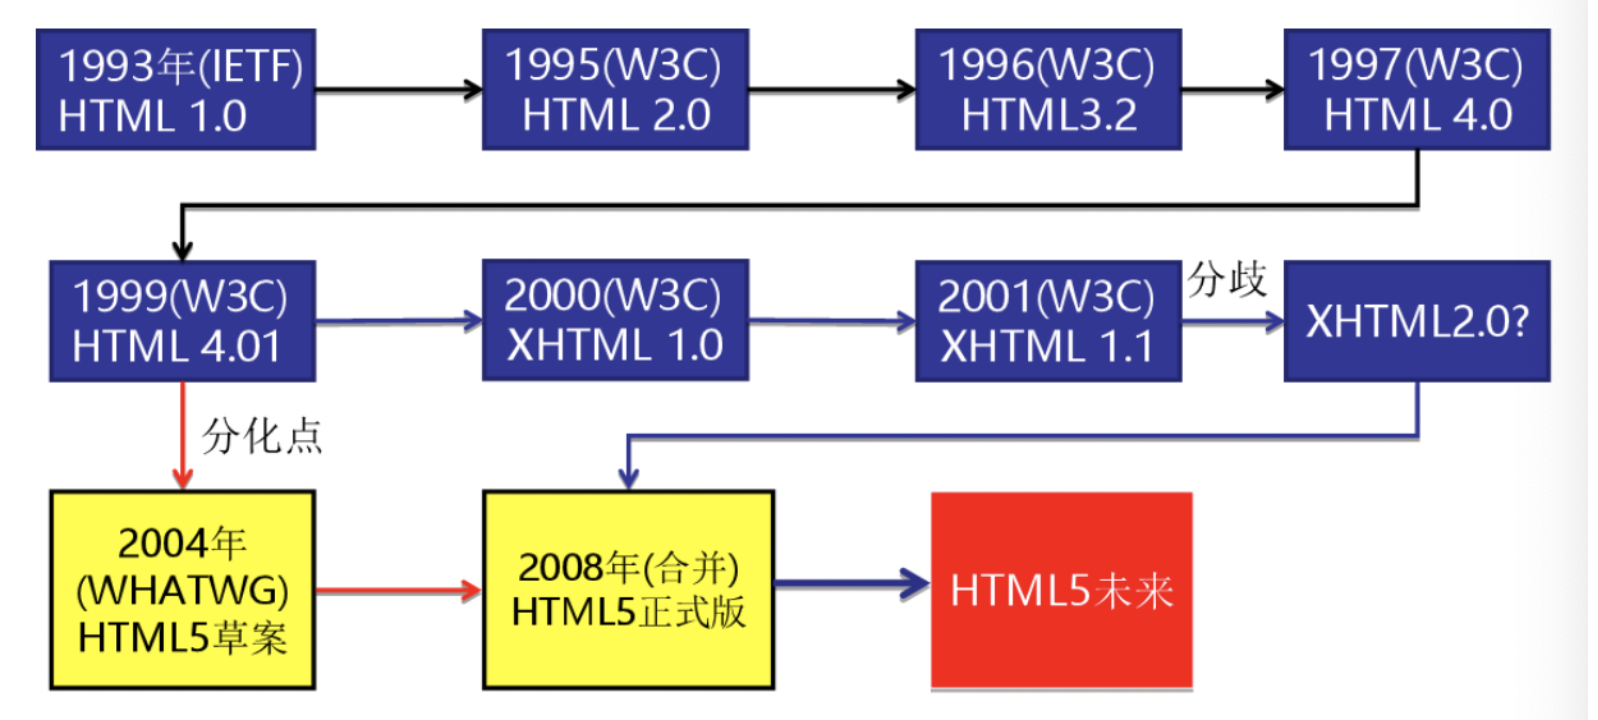 1993年(IETF)
HTML 1.0
1995(W3C)
HTML 2.0
1996(W3C)
HTML3.2
1997(W3C)
HTML 4.0
1999(W3C)
HTML 4.01
2000(W3C)
XHTML 1.0
2001(W3C)
XHTML 1.1
分歧
XHTML2.0?
分化点
2004年
(WHATWG)
HTML5草案
2008年(合并)
HTML5正式版
HTML5未来